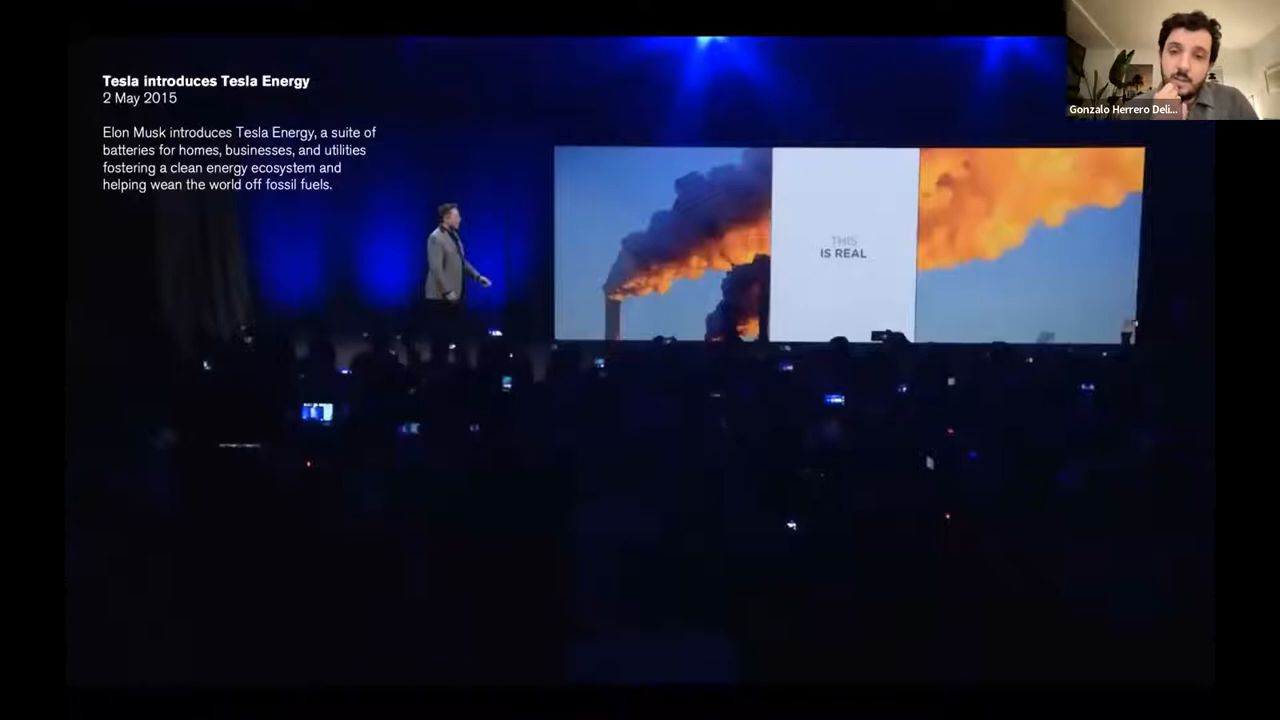 Tesla introduces Tesla Energy
2 May 2015
Elon Musk introduces Tesla Energy, a suite of
batteries for homes, businesses, and utilities
fostering a clean energy ecosystem and
helping wean the world off fossil fuels.
THIS
IS REAL
Gonzalo Herrero Deli...